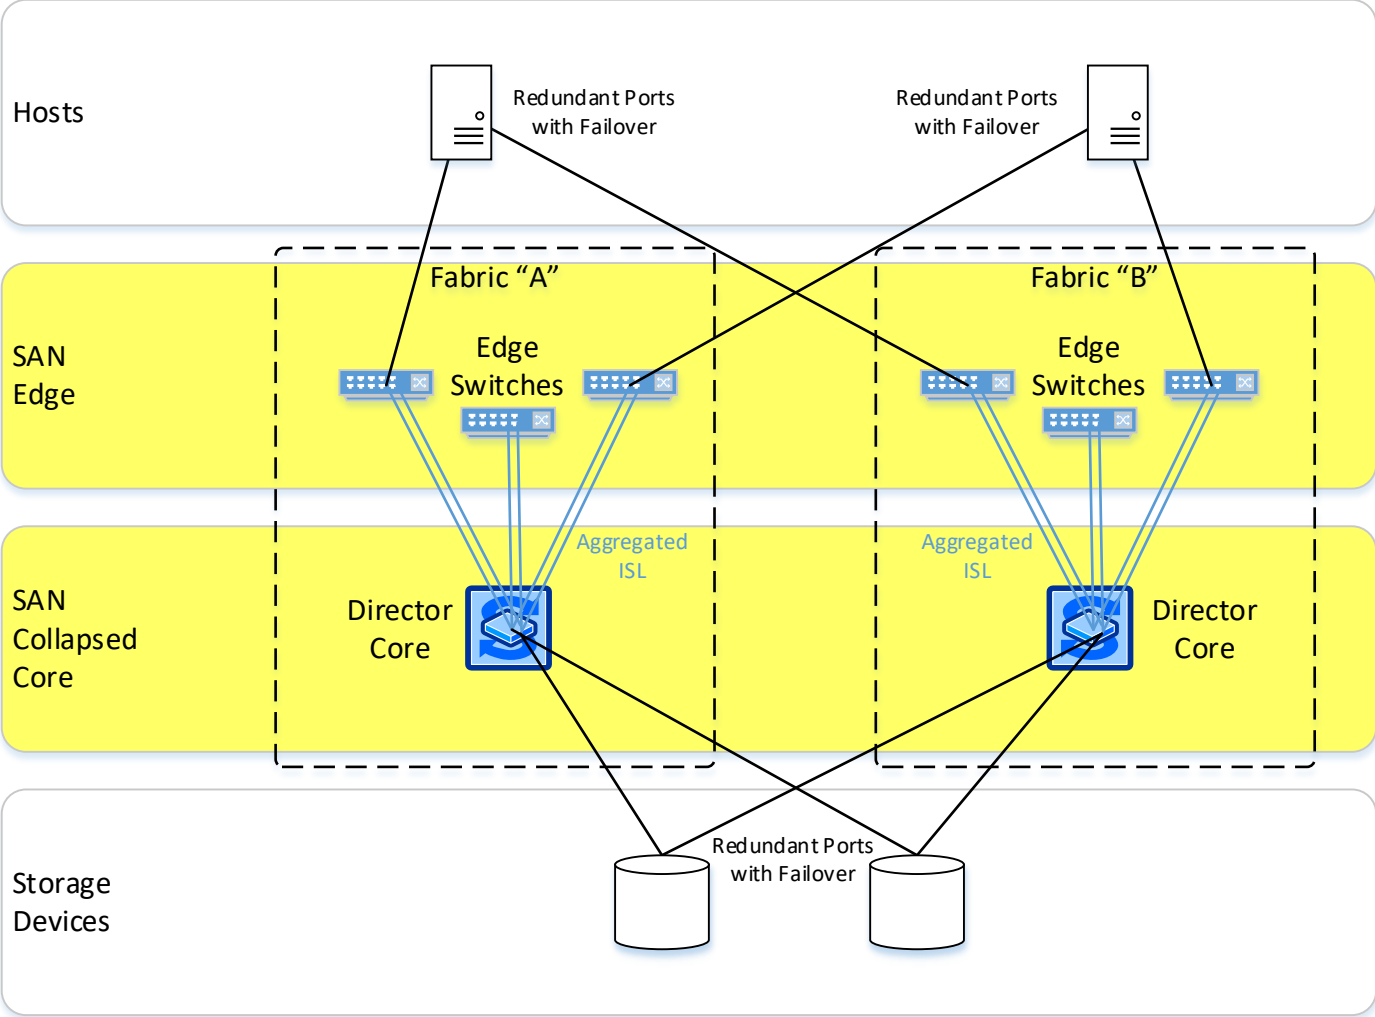 Hosts
Redundant Ports
with Failover
Redundant Ports
with Failover
Fabric “A”
Fabric “B”
SAN
Edge
Edge
Switches
Edge
Switches
Aggregated
ISL
Aggregated
ISL
SAN
Collapsed
Core
Director
Core
Director
Core
Redundant Ports
with Failover
Storage
Devices